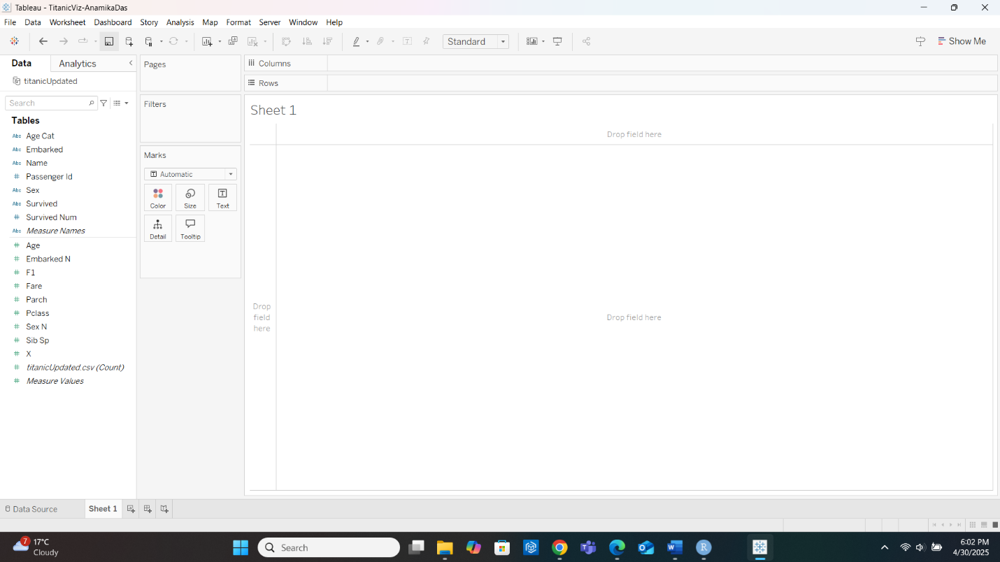 Tableau - TitanicViz-AnamikaDas
File Data Worksheet Dashboard Story Analysis Map Format Server Window Help
Standard
Show Me
Data Analytics
titanicUpdated
Search
Tables
Abc Age Cat
Abc Embarked
Abc Name
# Passenger Id
Abc Sex
Abc Survived
# Survived Num
Abc Measure Names
# Age
# Embarked N
# F1
# Fare
# Parch
# Pclass
# Sex N
# Sib Sp
# X
# titanicUpdated.csv (Count)
# Measure Values
Pages
Filters
Marks
Automatic
Color Size Text
Detail Tooltip
Columns
Rows
Sheet 1
Drop field here
Drop
field
here
Drop field here
Data Source Sheet 1
7
17°C
Cloudy
Search
6:02 PM
4/30/2025